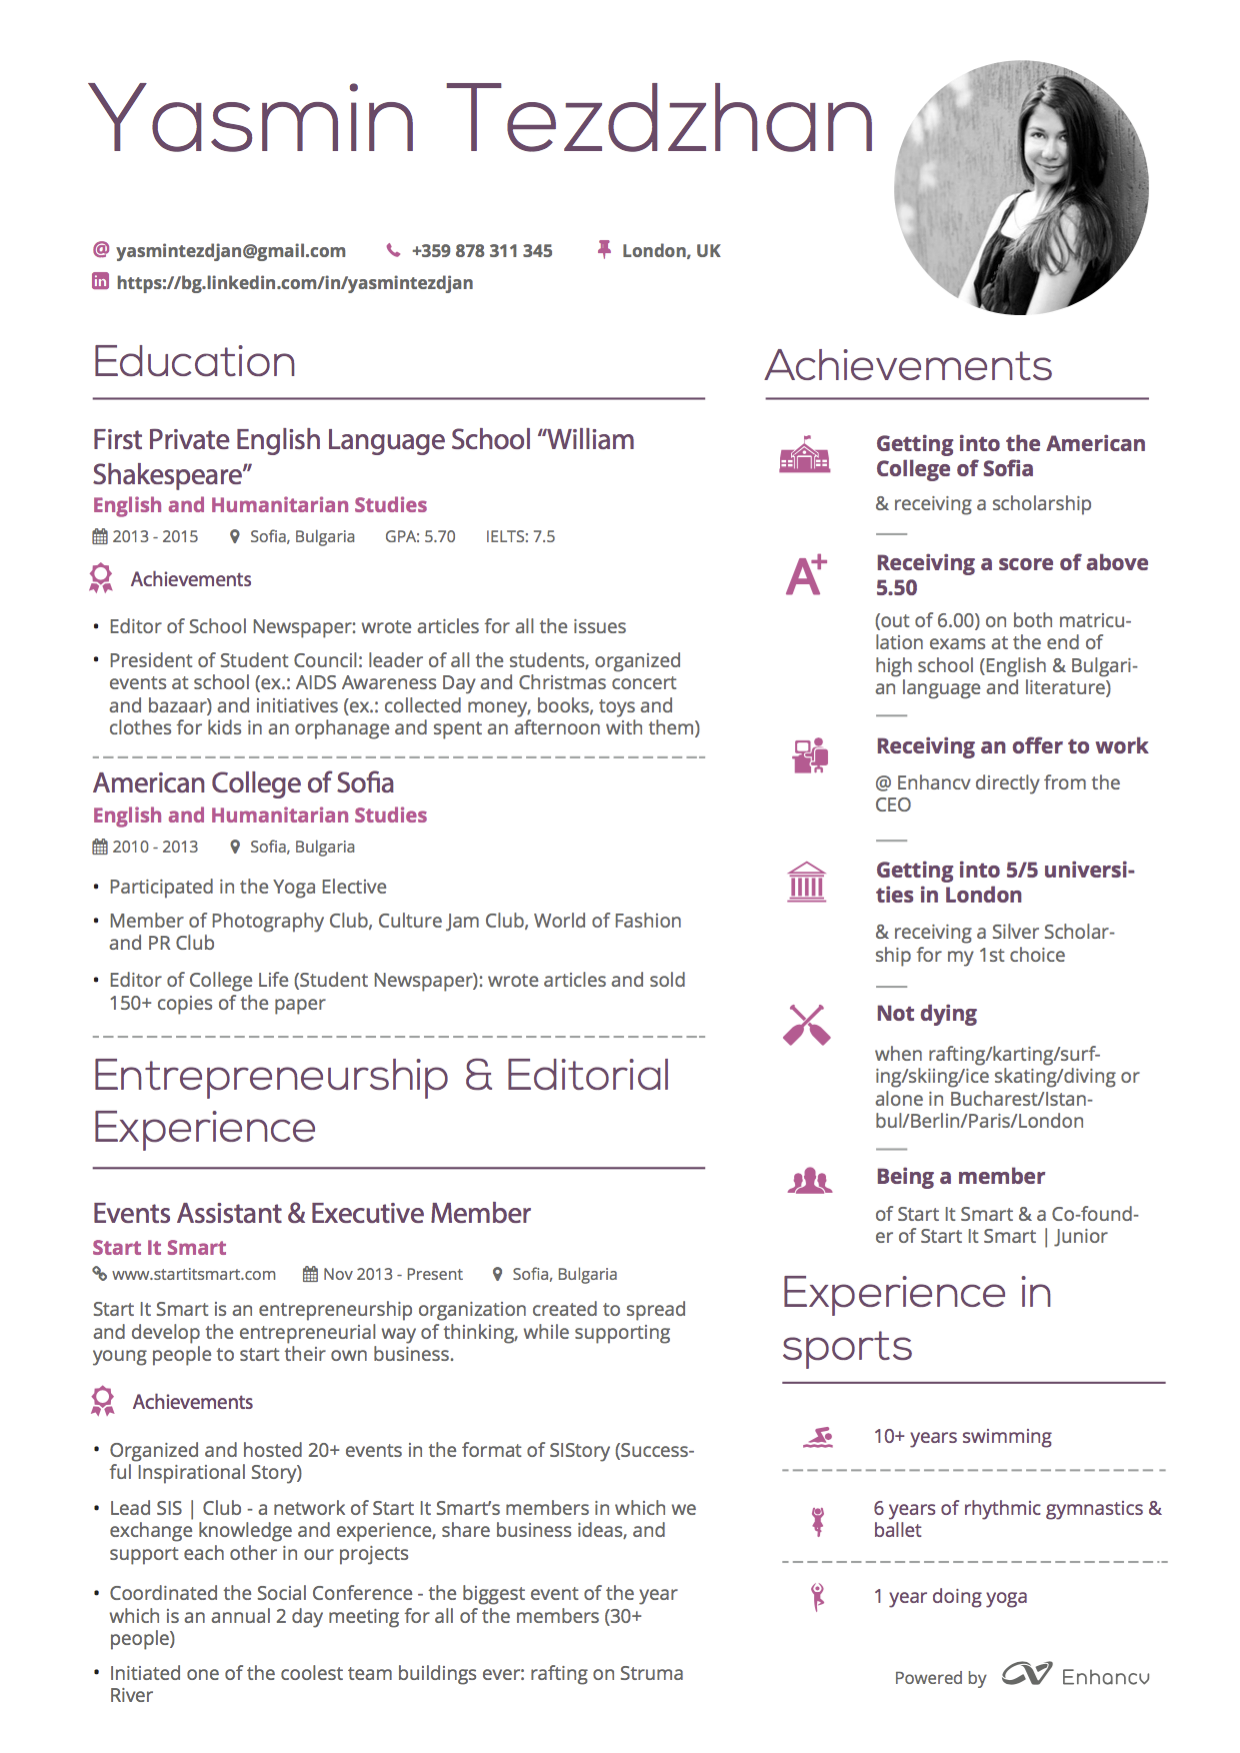 Yasmin Tezdzhan
@ yasmintezdjan@gmail.com +359 878 311 345 London, UK
in https://bg.linkedin.com/in/yasmintezdjan
Education
First Private English Language School “William
Shakespeare”
English and Humanitarian Studies
2013 - 2015 Sofia, Bulgaria GPA: 5.70 IELTS: 7.5
Achievements
• Editor of School Newspaper: wrote articles for all the issues
• President of Student Council: leader of all the students, organized
events at school (ex.: AIDS Awareness Day and Christmas concert
and bazaar) and initiatives (ex.: collected money, books, toys and
clothes for kids in an orphanage and spent an afternoon with them)
American College of Sofia
English and Humanitarian Studies
2010 - 2013 Sofia, Bulgaria
• Participated in the Yoga Elective
• Member of Photography Club, Culture Jam Club, World of Fashion
and PR Club
• Editor of College Life (Student Newspaper): wrote articles and sold
150+ copies of the paper
Entrepreneurship & Editorial
Experience
Events Assistant & Executive Member
Start It Smart
www.startitsmart.com Nov 2013 - Present Sofia, Bulgaria
Start It Smart is an entrepreneurship organization created to spread
and develop the entrepreneurial way of thinking, while supporting
young people to start their own business.
Achievements
• Organized and hosted 20+ events in the format of SIStory (Success-
ful Inspirational Story)
• Lead SIS | Club - a network of Start It Smart’s members in which we
exchange knowledge and experience, share business ideas, and
support each other in our projects
• Coordinated the Social Conference - the biggest event of the year
which is an annual 2 day meeting for all of the members (30+
people)
• Initiated one of the coolest team buildings ever: rafting on Struma
River
Achievements
Getting into the American
College of Sofia
& receiving a scholarship
A+
Receiving a score of above
5.50
(out of 6.00) on both matricu-
lation exams at the end of
high school (English & Bulgari-
an language and literature)
Receiving an offer to work
@ Enhancv directly from the
CEO
Getting into 5/5 universi-
ties in London
& receiving a Silver Scholar-
ship for my 1st choice
Not dying
when rafting/karting/surf-
ing/skiing/ice skating/diving or
alone in Bucharest/Istan-
bul/Berlin/Paris/London
Being a member
of Start It Smart & a Co-found-
er of Start It Smart | Junior
Experience in
sports
10+ years swimming
6 years of rhythmic gymnastics &
ballet
1 year doing yoga
Powered by Enhancv